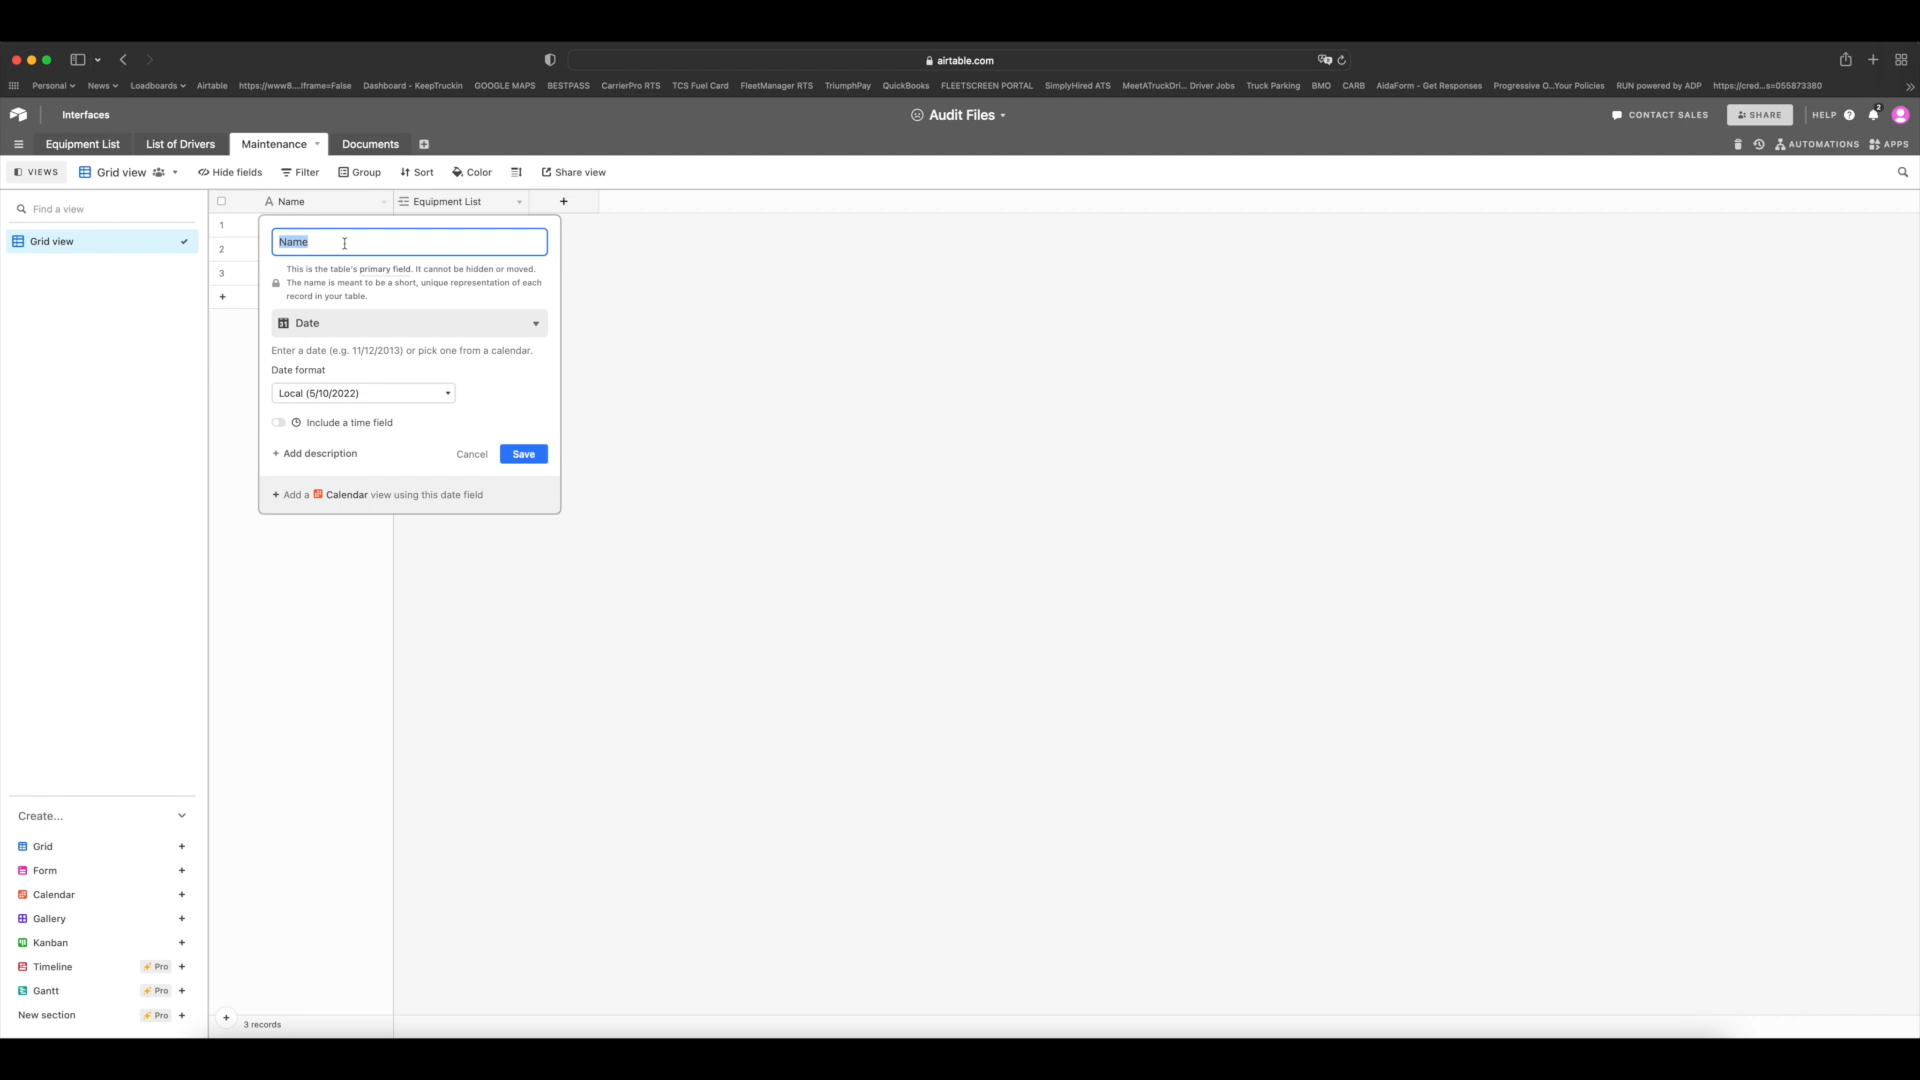 airtable.com
Personal
News
Loadboards
Airtable
https://www8....Iframe=False
Dashboard - KeepTruckin
GOOGLE MAPS
BESTPASS
CarrierPro RTS
TCS Fuel Card
FleetManager RTS
TriumphPay
QuickBooks
FLEETSCREEN PORTAL
SimplyHired ATS
MeetATruckDri... Driver Jobs
Truck Parking
BMO
CARB
AidaForm - Get Responses
Progressive O...Your Policies
RUN powered by ADP
https://cred...s=055873380
Interfaces
Audit Files
CONTACT SALES
SHARE
HELP
2
Equipment List
List of Drivers
Maintenance
Documents
AUTOMATIONS
APPS
VIEWS
Grid view
Hide fields
Filter
Group
Sort
Color
Share view
Find a view
Grid view
Name
Equipment List
1
2
3
Name
This is the table's primary field. It cannot be hidden or moved.
The name is meant to be a short, unique representation of each
record in your table.
31 Date
Enter a date (e.g. 11/12/2013) or pick one from a calendar.
Date format
Local (5/10/2022)
Include a time field
+ Add description
Cancel
Save
+ Add a Calendar view using this date field
Create...
Grid +
Form +
Calendar +
Gallery +
Kanban +
Timeline Pro +
Gantt Pro +
New section Pro +
+ 3 records